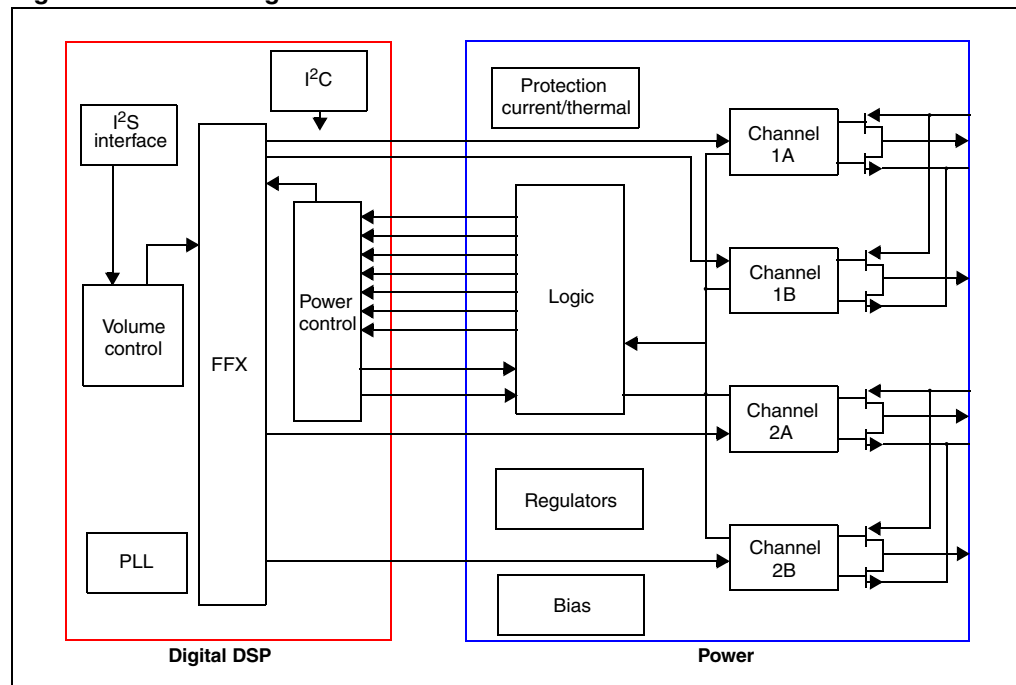 I²C
I²S
interface
Volume
control
FFX
Power
control
PLL
Digital DSP
Protection
current/thermal
Logic
Regulators
Bias
Channel
1A
Channel
1B
Channel
2A
Channel
2B
Power